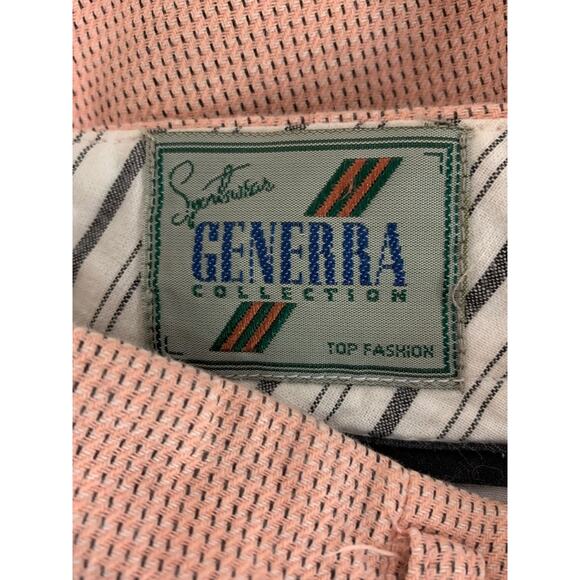 Sportswear
GENERRA
COLLECTION
TOP FASHION